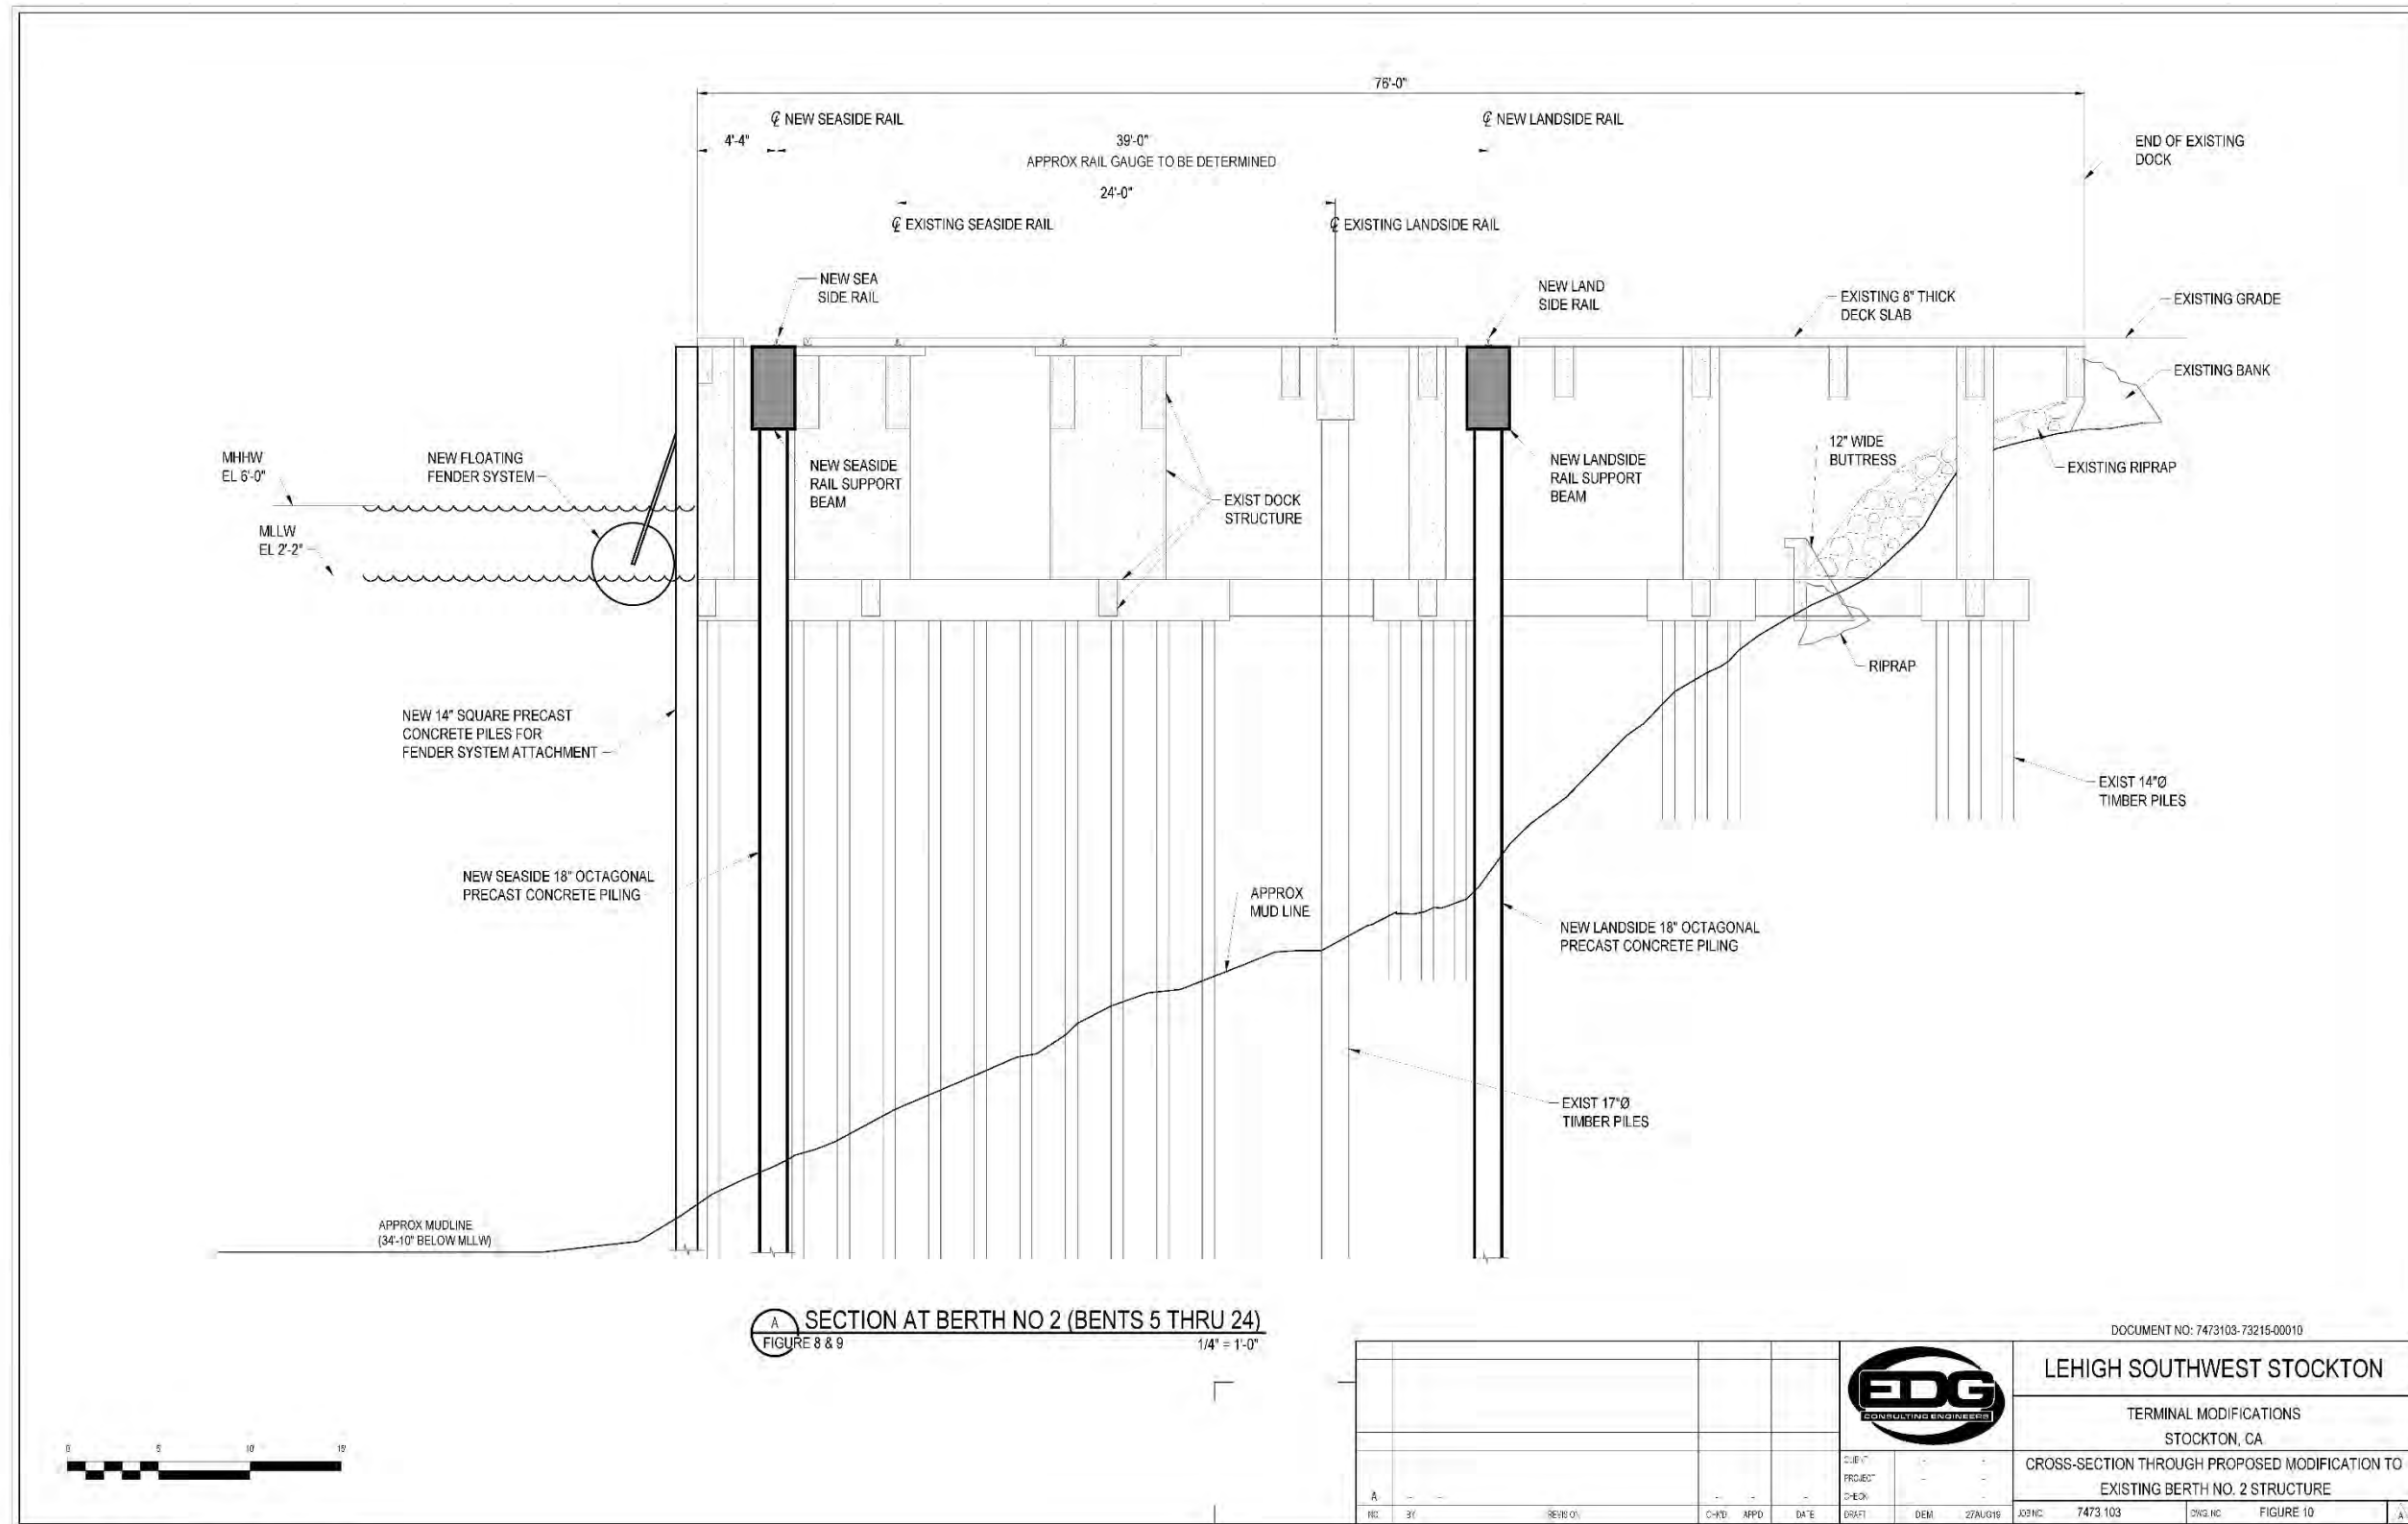 76'-0"
℄ NEW SEASIDE RAIL
℄ NEW LANDSIDE RAIL
4'-4"
39'-0"
APPROX RAIL GAUGE TO BE DETERMINED
END OF EXISTING
DOCK
24'-0"
℄ EXISTING SEASIDE RAIL
℄ EXISTING LANDSIDE RAIL
NEW SEA
SIDE RAIL
NEW LAND
SIDE RAIL
EXISTING 8" THICK
DECK SLAB
EXISTING GRADE
EXISTING BANK
MHHW
EL 6'-0"
NEW FLOATING
FENDER SYSTEM
NEW SEASIDE
RAIL SUPPORT
BEAM
EXIST DOCK
STRUCTURE
NEW LANDSIDE
RAIL SUPPORT
BEAM
12" WIDE
BUTTRESS
EXISTING RIPRAP
MLLW
EL 2'-2"
RIPRAP
NEW 14" SQUARE PRECAST
CONCRETE PILES FOR
FENDER SYSTEM ATTACHMENT
EXIST 14"Ø
TIMBER PILES
NEW SEASIDE 18" OCTAGONAL
PRECAST CONCRETE PILING
APPROX
MUD LINE
NEW LANDSIDE 18" OCTAGONAL
PRECAST CONCRETE PILING
EXIST 17"Ø
TIMBER PILES
APPROX MUDLINE
(34'-10" BELOW MLLW)
A SECTION AT BERTH NO 2 (BENTS 5 THRU 24)
FIGURE 8 & 9 1/4" = 1'-0"
0 5' 10' 15'
DOCUMENT NO: 7473103-73215-00010
EDG
CONSULTING ENGINEERS
LEHIGH SOUTHWEST STOCKTON
TERMINAL MODIFICATIONS
STOCKTON, CA
CLIENT - -
PROJECT - -
CHECK -
DRAFT DEM 27AUG19
CROSS-SECTION THROUGH PROPOSED MODIFICATION TO
EXISTING BERTH NO. 2 STRUCTURE
A - - - - -
NO. BY REVISION CHK'D APPD DATE
JOB NO. 7473.103 DWG. NO. FIGURE 10 A